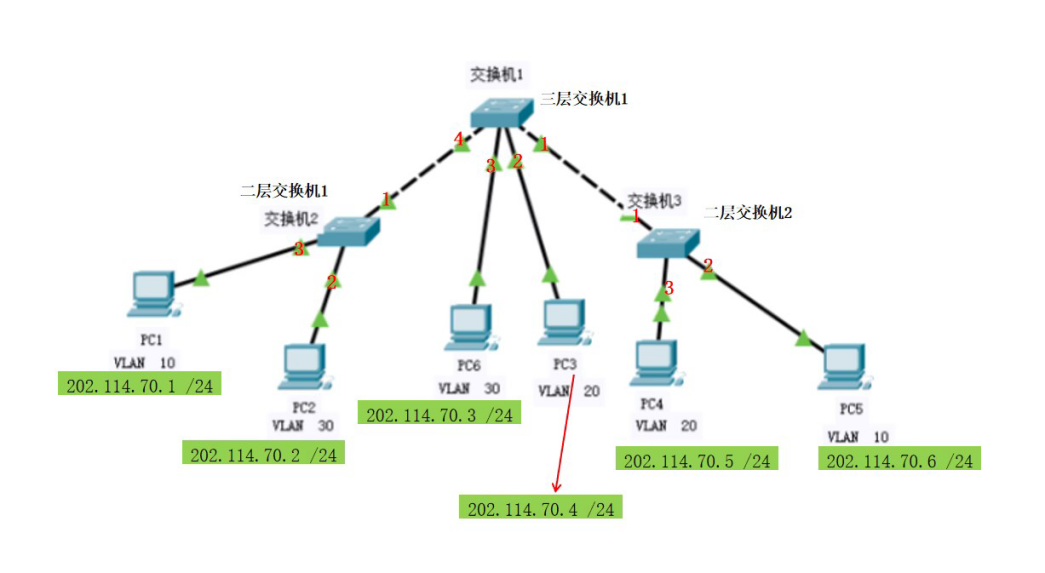 交换机1
三层交换机1
4
3
2
1
二层交换机1
交换机2
1
3
2
交换机3
二层交换机2
1
2
3
PC1
VLAN 10
202.114.70.1 /24
PC2
VLAN 30
202.114.70.2 /24
PC6
VLAN 30
202.114.70.3 /24
PC3
VLAN 20
202.114.70.4 /24
PC4
VLAN 20
202.114.70.5 /24
PC5
VLAN 10
202.114.70.6 /24